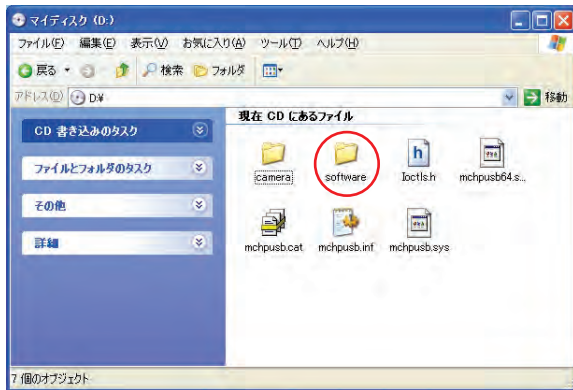 マイディスク (D:)
ファイル(F) 編集(E) 表示(V) お気に入り(A) ツール(T) ヘルプ(H)
戻る 検索 フォルダ
アドレス(D) D:¥ 移動
現在 CD にあるファイル
CD 書き込みのタスク
ファイルとフォルダのタスク
その他
詳細
camera software Ioctls.h mchpusb64.s...
mchpusb.cat mchpusb.inf mchpusb.sys
7 個のオブジェクト